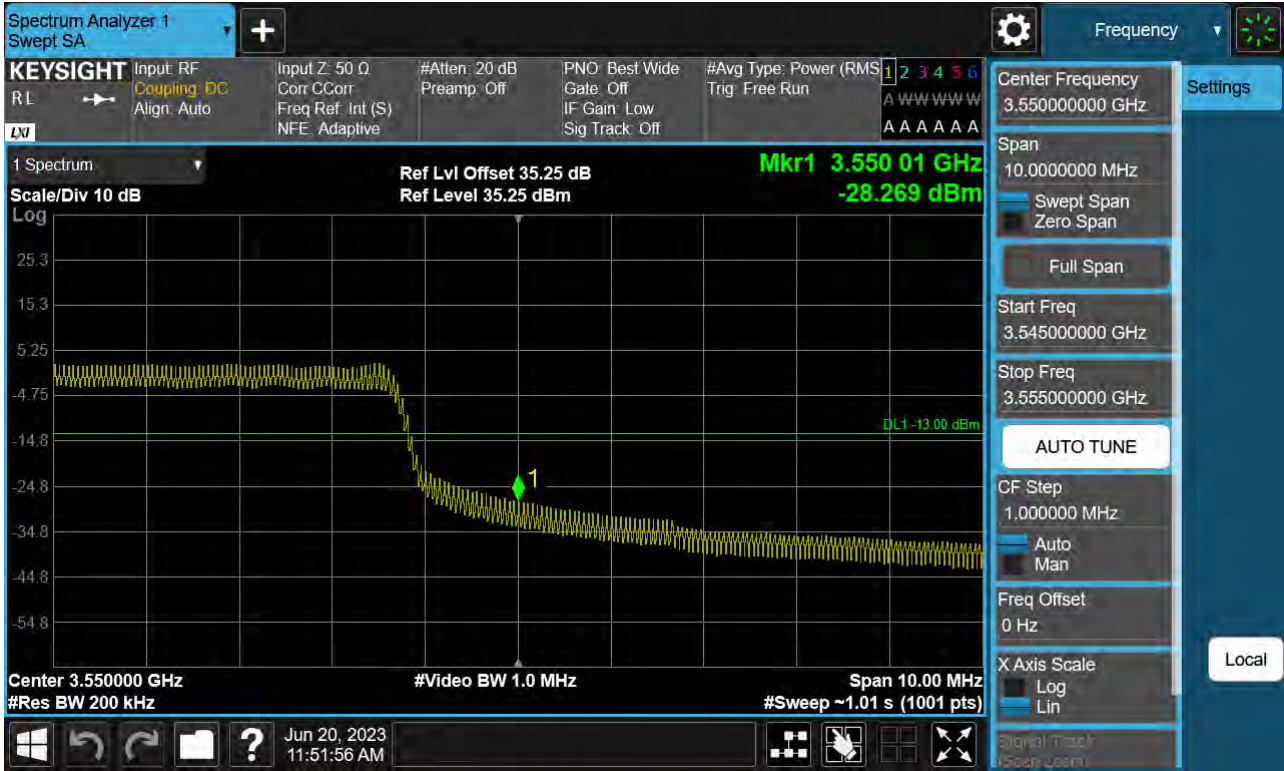 Spectrum Analyzer 1
Swept SA
Frequency
KEYSIGHT
RL
LXI
Input: RF
Coupling: DC
Align: Auto
Input Z: 50 Ω
Corr CCorr
Freq Ref: Int (S)
NFE: Adaptive
#Atten: 20 dB
Preamp: Off
PNO: Best Wide
Gate: Off
IF Gain: Low
Sig Track: Off
#Avg Type: Power (RMS
Trig: Free Run
1 2 3 4 5 6
A W W W W W
A A A A A A
1 Spectrum
Scale/Div 10 dB
Log
Ref Lvl Offset 35.25 dB
Ref Level 35.25 dBm
Mkr1 3.550 01 GHz
-28.269 dBm
25.3
15.3
5.25
-4.75
-14.8
-24.8
-34.8
-44.8
-54.8
DL1 -13.00 dBm
1
Center 3.550000 GHz
#Res BW 200 kHz
#Video BW 1.0 MHz
Span 10.00 MHz
#Sweep ~1.01 s (1001 pts)
Center Frequency
3.550000000 GHz
Span
10.0000000 MHz
Swept Span
Zero Span
Full Span
Start Freq
3.545000000 GHz
Stop Freq
3.555000000 GHz
AUTO TUNE
CF Step
1.000000 MHz
Auto
Man
Freq Offset
0 Hz
X Axis Scale
Log
Lin
Signal Track
(Span Zoom)
Settings
Local
?
Jun 20, 2023
11:51:56 AM